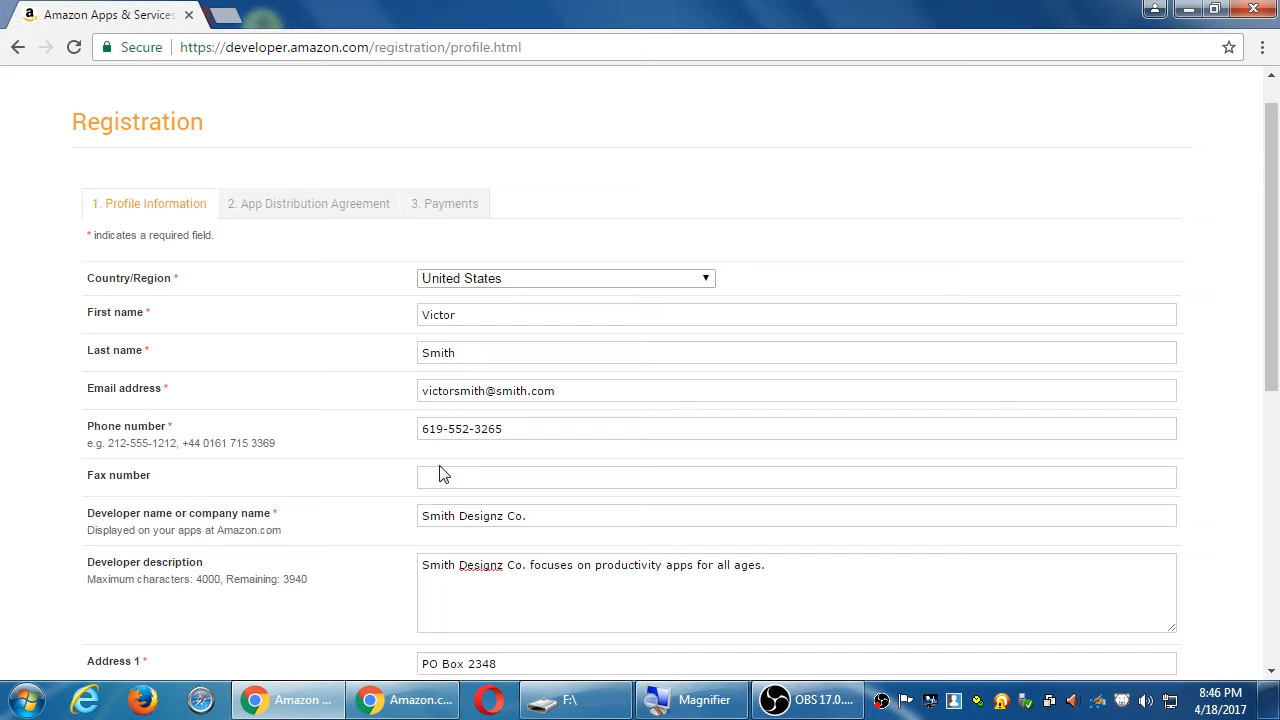 Amazon Apps & Services
Secure https://developer.amazon.com/registration/profile.html
Registration
1. Profile Information 2. App Distribution Agreement 3. Payments
* indicates a required field.
Country/Region * United States
First name * Victor
Last name * Smith
Email address * victorsmith@smith.com
Phone number * 619-552-3265
e.g. 212-555-1212, +44 0161 715 3369
Fax number
Developer name or company name * Smith Designz Co.
Displayed on your apps at Amazon.com
Developer description Smith Designz Co. focuses on productivity apps for all ages.
Maximum characters: 4000, Remaining: 3940
Address 1 * PO Box 2348
Amazon ... Amazon.c... F:\ Magnifier OBS 17.0.... 8:46 PM
4/18/2017